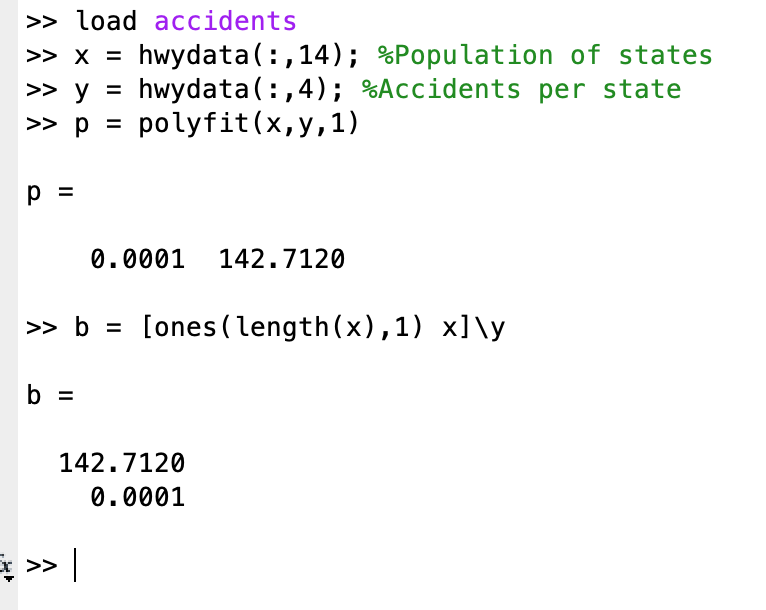 >> load accidents
>> x = hwydata(:,14); %Population of states
>> y = hwydata(:,4); %Accidents per state
>> p = polyfit(x,y,1)
p =
0.0001 142.7120
>> b = [ones(length(x),1) x]\y
b =
142.7120
0.0001
>>